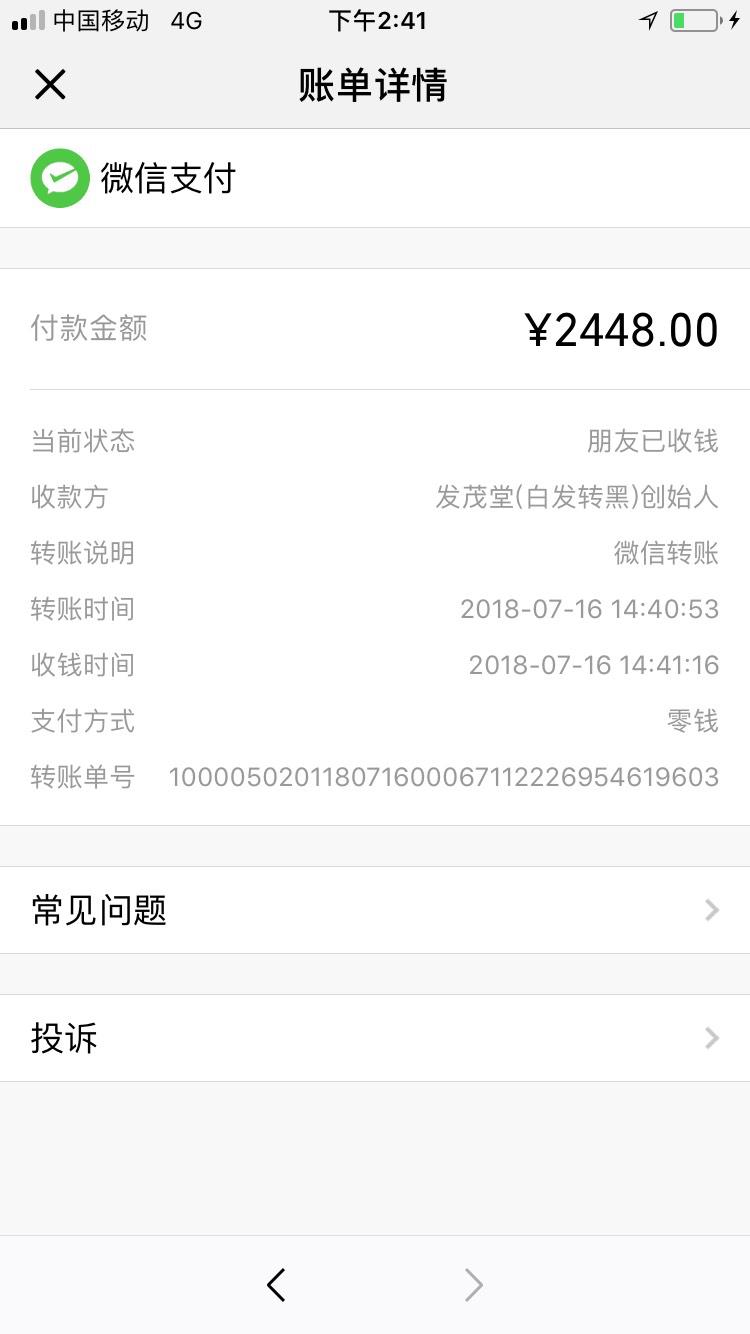 中国移动 4G 下午2:41
账单详情
微信支付
付款金额 ¥2448.00
当前状态 朋友已收钱
收款方 发茂堂(白发转黑)创始人
转账说明 微信转账
转账时间 2018-07-16 14:40:53
收钱时间 2018-07-16 14:41:16
支付方式 零钱
转账单号 100005020118071600067112226954619603
常见问题
投诉